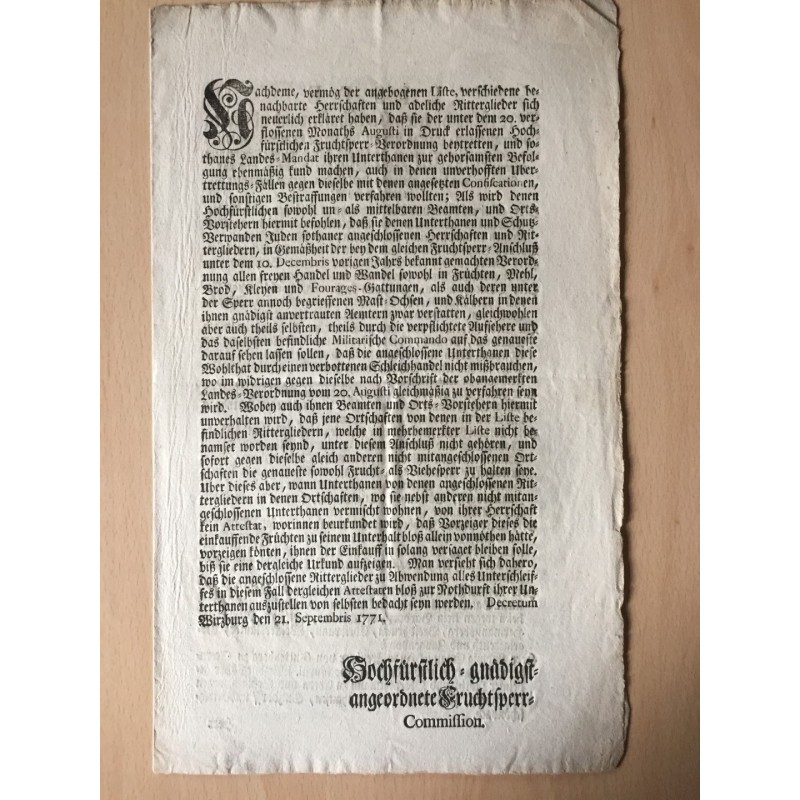 Nachdeme, vermög der angebogenen Liste, verschiedene be-
nachbarte Herrschaften und adeliche Ritterglieder sich
neuerlich erkläret haben, daß sie der unter dem 20. ver-
flossenen Monaths Augusti in Druck erlassenen Hoch-
fürstlichen Fruchtsperr-Verordnung beytretten, und so-
thanes Landes-Mandat ihren Unterthanen zur gehorsamsten Befol-
gung ebenmäßig kund machen, auch in denen unverhofften Uber-
trettungs-Fällen gegen dieselbe mit denen angesetzten Confiscationen,
und sonstigen Bestraffungen verfahren wollten; Als wird denen
Hochfürstlichen sowohl un- als mittelbaren Beamten, und Orts-
Vorstehern hiermit befohlen, daß sie denen Unterthanen und Schutz-
Verwanden Juden sothaner angeschlossenen Herrschaften und Rit-
tergliedern, in Gemäßheit der bey dem gleichen Fruchtsperr-Anschluß
unter dem 10. Decembris vorigen Jahrs bekannt gemachten Verord-
nung allen freyen Handel und Wandel sowohl in Früchten, Mehl,
Brod, Kleyen und Fourages-Gattungen, als auch deren unter
der Sperr annoch begriessenen Mast-Ochsen, und Kälbern in denen
ihnen gnädigst anvertrauten Aemtern zwar verstatten, gleichwohlen
aber auch theils selbsten, theils durch die verpflichtete Aufsehere und
das daselbsten befindliche Militarische Commando auf das genaueste
darauf sehen lassen sollen, daß die angeschlossene Unterthanen diese
Wohlthat durch einen verbottenen Schleichhandel nicht mißbrauchen,
wo im widrigen gegen dieselbe nach Vorschrift der obangemerkten
Landes-Verordnung vom 20. Augusti gleichmäßig zu verfahren seyn
wird. Wobey auch ihnen Beamten und Orts-Vorstehern hiermit
unverhalten wird, daß jene Ortschaften von denen in der Liste be-
findlichen Rittergliedern, welche in mehrbemerkter Liste nicht be-
namset worden seynd, unter diesem Anschluß nicht gehören, und
sofort gegen dieselbe gleich anderen nicht mitangeschlossenen Ort-
schaften die genaueste sowohl Frucht- als Viehesperr zu halten seye.
Uber dieses aber, wann Unterthanen von denen angeschlossenen Rit-
tergliedern in denen Ortschaften, wo sie nebst anderen nicht mitan-
geschlossenen Unterthanen vermischt wohnen, von ihrer Herrschaft
kein Attestat, worinnen beurkundet wird, daß Vorzeiger dieses die
einkauffende Früchten zu seinem Unterhalt bloß allein vonnöthen hätte,
vorzeigen könten, ihnen der Einkauff in solang versaget bleiben solle,
biß sie eine dergleiche Urkund aufzeigen. Man versieht sich dahero,
daß die angeschlossene Ritterglieder zu Abwendung alles Unterschleif-
fes in diesem Fall dergleichen Attestaten bloß zur Nothdurft ihrer Un-
terthanen auszustellen von selbsten bedacht seyn werden. Decretum
Wirzburg den 21. Septembris 1771.
Hochfürstlich-gnädigst-
angeordnete Fruchtsperr-
Commission.